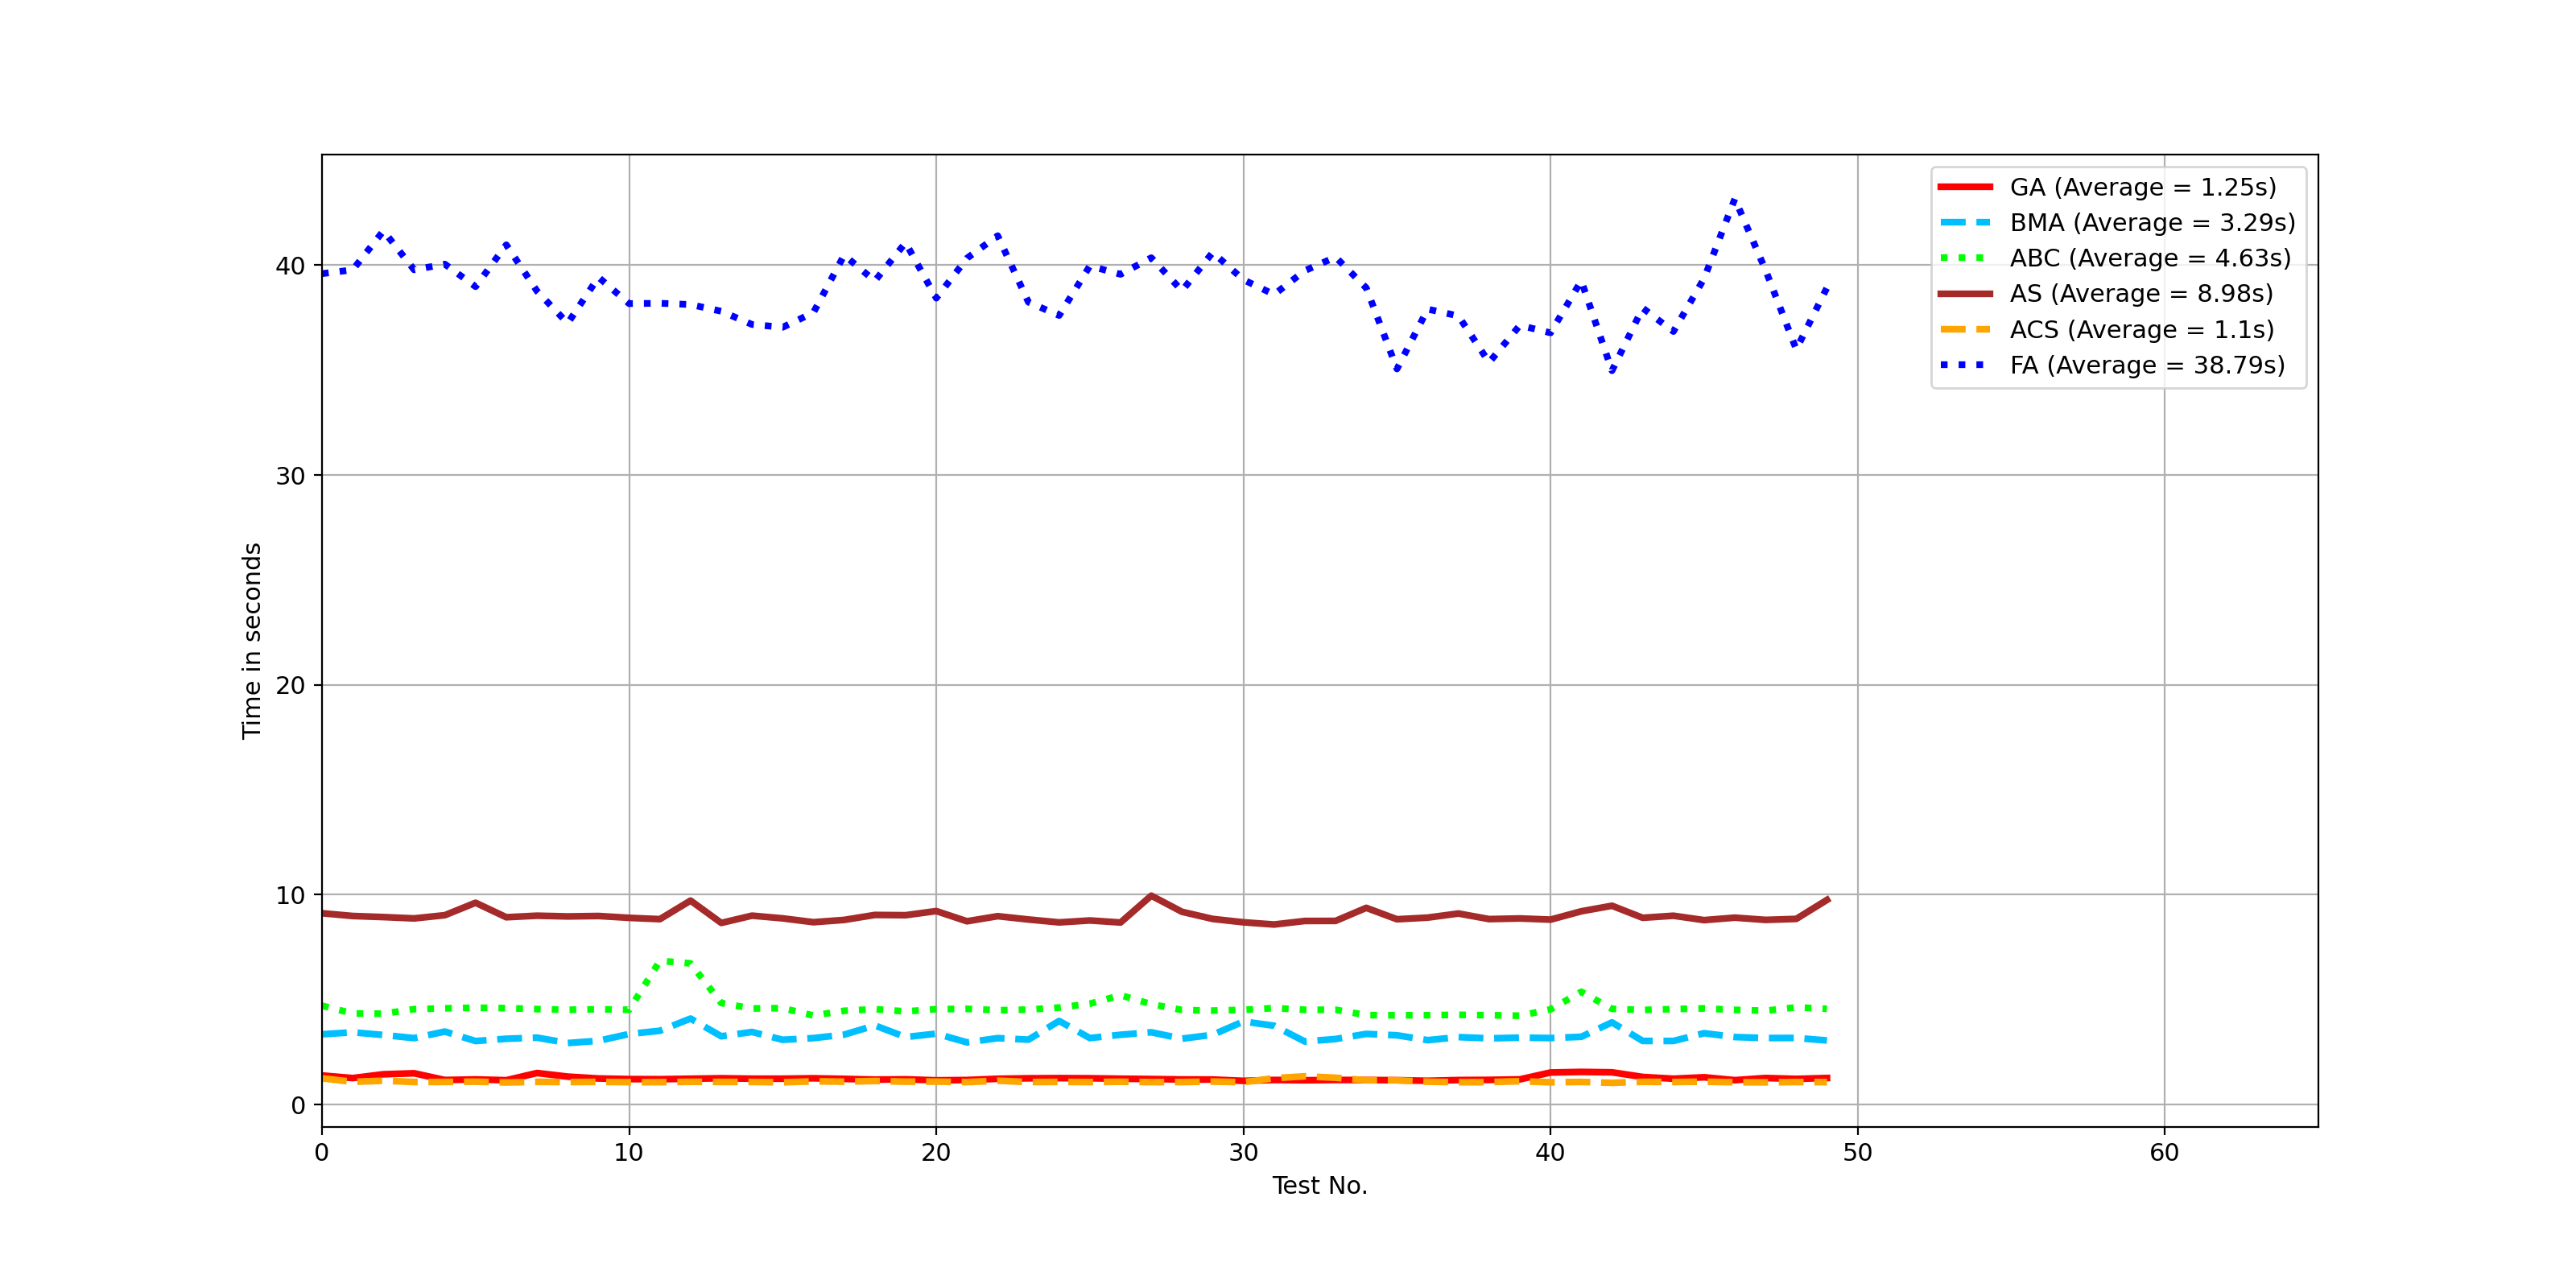 GA (Average = 1.25s)
BMA (Average = 3.29s)
ABC (Average = 4.63s)
AS (Average = 8.98s)
ACS (Average = 1.1s)
FA (Average = 38.79s)
Time in seconds
40
30
20
10
0
0 10 20 30 40 50 60
Test No.